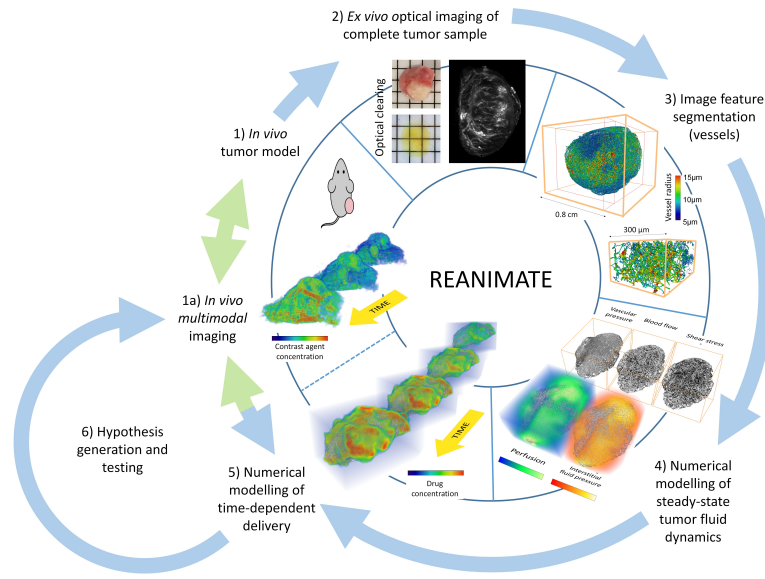 2) Ex vivo optical imaging of
complete tumor sample
Optical clearing
3) Image feature
segmentation
(vessels)
1) In vivo
tumor model
Vessel radius
15µm
10µm
5µm
0.8 cm
300 µm
REANIMATE
1a) In vivo
multimodal
imaging
TIME
Contrast agent
concentration
Vascular
pressure
Blood flow
Shear stress
6) Hypothesis
generation and
testing
5) Numerical
modelling of
time-dependent
delivery
TIME
Drug
concentration
Perfusion
Interstitial
fluid pressure
4) Numerical
modelling of
steady-state
tumor fluid
dynamics